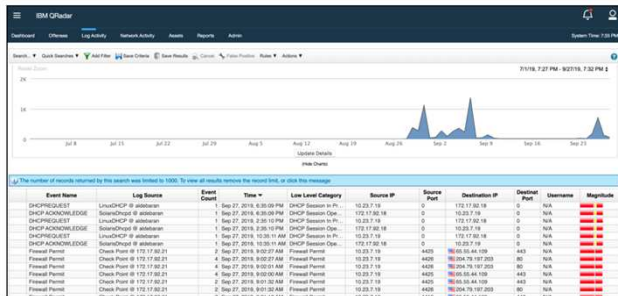 IBM QRadar
Dashboard Offenses Log Activity Network Activity Assets Reports Admin System Time: 7:55 PM
Search... Quick Searches Add Filter Save Criteria Save Results Cancel False Positive Rules Actions
Reset Zoom 7/1/19, 7:27 PM - 9/27/19, 7:32 PM
2K
1K
0
Jul 8 Jul 15 Jul 22 Jul 29 Aug 5 Aug 12 Aug 19 Aug 26 Sep 2 Sep 9 Sep 16 Sep 23
Update Details
(Hide Charts)
The number of records returned by this search was limited to 1000. To view all results remove the record limit, or click this message
Event Name Log Source Event Count Time Low Level Category Source IP Source Port Destination IP Destinat Port Username Magnitude
DHCPREQUEST LinuxDHCP @ aldebaran 1 Sep 27, 2019, 6:35:09 PM DHCP Session In Pr... 10.23.7.19 0 172.17.92.18 0 N/A
DHCP ACKNOWLEDGE SolarisDhcpd @ aldebaran 1 Sep 27, 2019, 6:35:09 PM DHCP Session Ope... 172.17.92.18 0 10.23.7.19 0 N/A
DHCPREQUEST LinuxDHCP @ aldebaran 1 Sep 27, 2019, 2:35:10 PM DHCP Session In Pr... 10.23.7.19 0 172.17.92.18 0 N/A
DHCP ACKNOWLEDGE SolarisDhcpd @ aldebaran 1 Sep 27, 2019, 2:35:10 PM DHCP Session Ope... 172.17.92.18 0 10.23.7.19 0 N/A
DHCPREQUEST LinuxDHCP @ aldebaran 1 Sep 27, 2019, 10:35:11 AM DHCP Session In Pr... 10.23.7.19 0 172.17.92.18 0 N/A
DHCP ACKNOWLEDGE SolarisDhcpd @ aldebaran 1 Sep 27, 2019, 10:35:11 AM DHCP Session Ope... 172.17.92.18 0 10.23.7.19 0 N/A
Firewall Permit Check Point @ 172.17.92.21 4 Sep 27, 2019, 9:02:27 AM Firewall Permit 10.23.7.19 4425 65.55.44.109 443 N/A
Firewall Permit Check Point @ 172.17.92.21 4 Sep 27, 2019, 9:02:27 AM Firewall Permit 10.23.7.19 4428 204.79.197.203 80 N/A
Firewall Permit Check Point @ 172.17.92.21 4 Sep 27, 2019, 9:02:01 AM Firewall Permit 10.23.7.19 4426 204.79.197.203 80 N/A
Firewall Permit Check Point @ 172.17.92.21 2 Sep 27, 2019, 9:02:00 AM Firewall Permit 10.23.7.19 4425 65.55.44.109 443 N/A
Firewall Permit Check Point @ 172.17.92.21 2 Sep 27, 2019, 9:01:32 AM Firewall Permit 10.23.7.19 4425 65.55.44.109 443 N/A
Firewall Permit Check Point @ 172.17.92.21 2 Sep 27, 2019, 9:01:32 AM Firewall Permit 10.23.7.19 4428 204.79.197.203 80 N/A